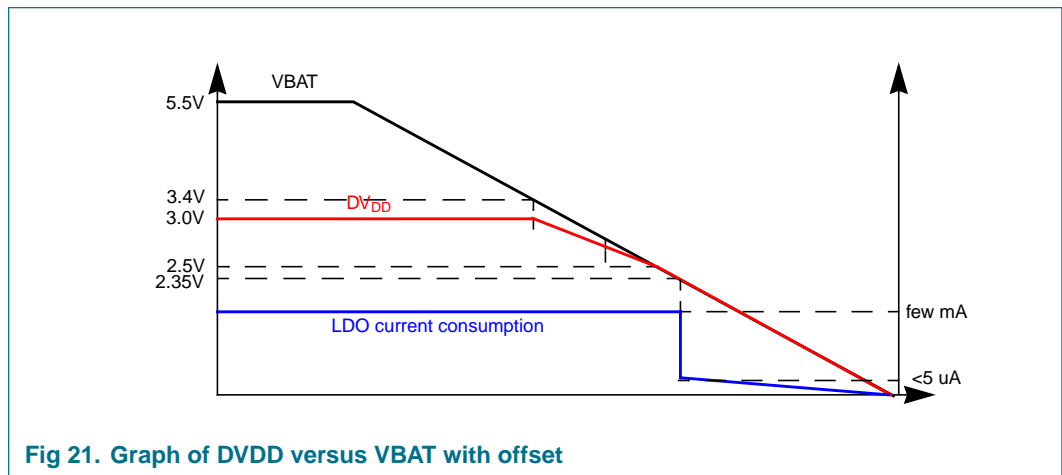 VBAT
5.5V
3.4V
DVDD
3.0V
2.5V
2.35V
few mA
LDO current consumption
<5 uA
Fig 21. Graph of DVDD versus VBAT with offset